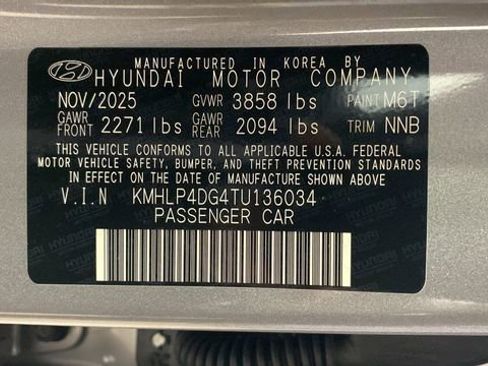 MANUFACTURED IN KOREA BY
HYUNDAI MOTOR COMPANY
NOV/2025 GVWR 3858 lbs PAINT M6T
GAWR FRONT 2271 lbs GAWR REAR 2094 lbs TRIM NNB
THIS VEHICLE CONFORMS TO ALL APPLICABLE U.S.A. FEDERAL
MOTOR VEHICLE SAFETY, BUMPER, AND THEFT PREVENTION STANDARDS
IN EFFECT ON THE DATE OF MANUFACTURE SHOWN ABOVE
V.I.N KMHLP4DG4TU136034
PASSENGER CAR